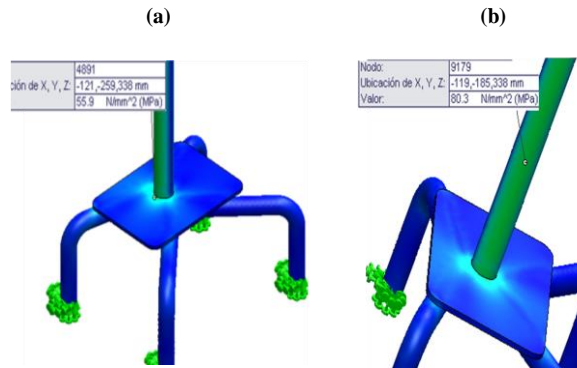 (a)
(b)
4891
ción de X, Y, Z: -121,-259,338 mm
55.9 N/mm^2 (MPa)
Nodo: 9179
Ubicación de X, Y, Z: -119,-185,338 mm
Valor: 80.3 N/mm^2 (MPa)